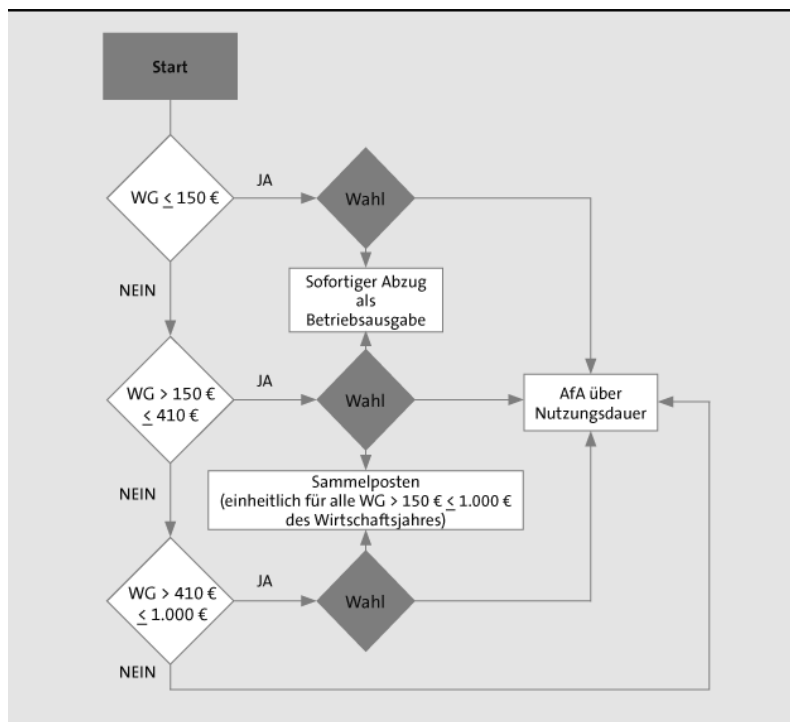 Start
WG ≤ 150 €
JA
Wahl
NEIN
Sofortiger Abzug
als
Betriebsausgabe
WG > 150 €
≤ 410 €
JA
Wahl
AfA über
Nutzungsdauer
NEIN
Sammelposten
(einheitlich für alle WG > 150 € ≤ 1.000 €
des Wirtschaftsjahres)
WG > 410 €
≤ 1.000 €
JA
Wahl
NEIN